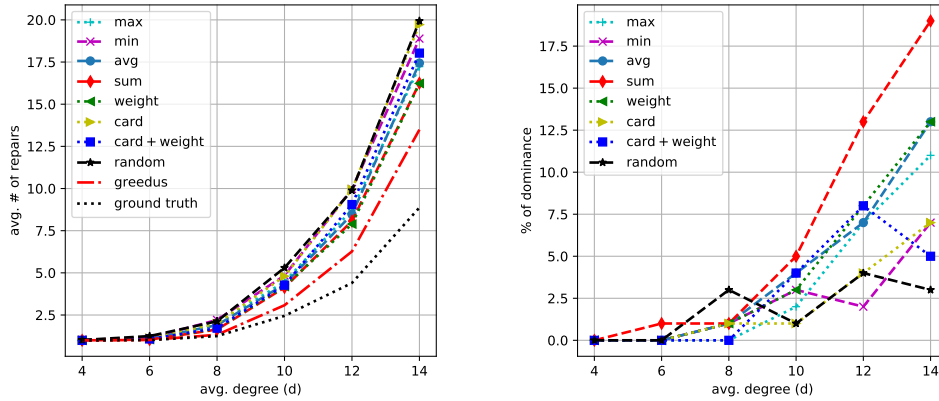 20.0
17.5
15.0
12.5
10.0
7.5
5.0
2.5
avg. # of repairs
max
min
avg
sum
weight
card
card + weight
random
greedus
ground truth
4
6
8
10
12
14
avg. degree (d)
17.5
15.0
12.5
10.0
7.5
5.0
2.5
0.0
% of dominance
max
min
avg
sum
weight
card
card + weight
random
4
6
8
10
12
14
avg. degree (d)